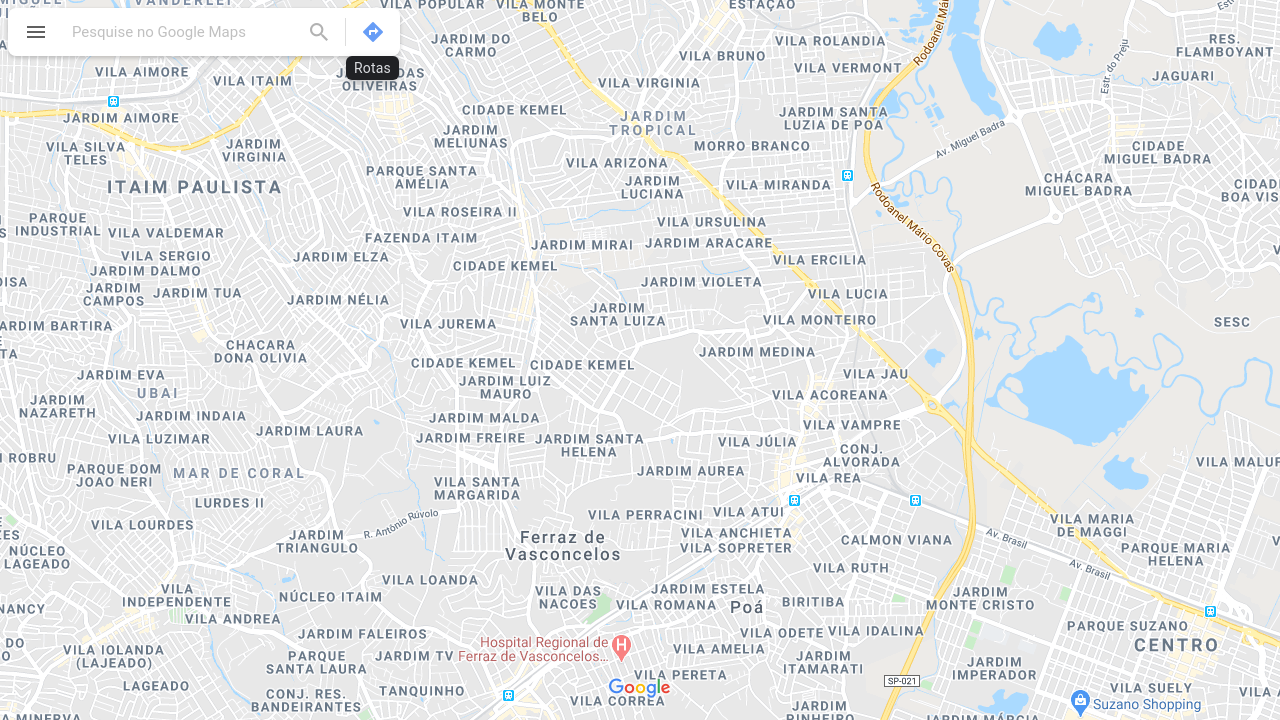 VILA POPULAR
VILA MONTE
BELO
ESTAÇÃO
Pesquise no Google Maps
Rotas
JARDIM DO
CARMO
OLIVEIRAS
VILA ROLANDIA
VILA BRUNO
VILA VERMONT
RES.
FLAMBOYANT
JAGUARI
Estr. do Preju
Rodoanel Mário
VILA AIMORE
VILA ITAIM
VILA VIRGINIA
JARDIM AIMORE
CIDADE KEMEL
JARDIM
TROPICAL
JARDIM SANTA
LUZIA DE POA
Av. Miguel Badra
VILA SILVA
TELES
JARDIM
VIRGINIA
JARDIM
MELIUNAS
MORRO BRANCO
CIDADE
MIGUEL BADRA
ITAIM PAULISTA
PARQUE SANTA
AMÉLIA
VILA ARIZONA
JARDIM
LUCIANA
VILA MIRANDA
CHÁCARA
MIGUEL BADRA
CIDAD
BOA VIS
Rodoanel Mário Covas
PARQUE
INDUSTRIAL
VILA VALDEMAR
VILA ROSEIRA II
VILA URSULINA
FAZENDA ITAIM
JARDIM MIRAI
JARDIM ARACARE
VILA SERGIO
JARDIM ELZA
CIDADE KEMEL
VILA ERCILIA
JARDIM DALMO
JARDIM
CAMPOS
JARDIM TUA
JARDIM NÉLIA
JARDIM VIOLETA
VILA LUCIA
JARDIM
SANTA LUIZA
VILA MONTEIRO
SESC
ARDIM BARTIRA
VILA JUREMA
CHACARA
DONA OLIVIA
JARDIM MEDINA
CIDADE KEMEL
CIDADE KEMEL
JARDIM EVA
UBAI
JARDIM LUIZ
MAURO
VILA JAU
VILA ACOREANA
JARDIM
NAZARETH
JARDIM INDAIA
JARDIM MALDA
VILA VAMPRE
JARDIM LAURA
VILA LUZIMAR
JARDIM FREIRE
JARDIM SANTA
HELENA
VILA JÚLIA
CONJ.
ALVORADA
ROBRU
PARQUE DOM
JOAO NERI
MAR DE CORAL
JARDIM AUREA
VILA REA
VILA MALUF
LURDES II
VILA SANTA
MARGARIDA
VILA LOURDES
R. Antônio Rúvolo
VILA PERRACINI
VILA ATUI
VILA MARIA
DE MAGGI
NÚCLEO
LAGEADO
JARDIM
TRIANGULO
Ferraz de
Vasconcelos
VILA ANCHIETA
VILA SOPRETER
CALMON VIANA
Av. Brasil
PARQUE MARIA
HELENA
VILA RUTH
Av. Brasil
VILA
INDEPENDENTE
NÚCLEO ITAIM
VILA LOANDA
VILA DAS
NACOES
JARDIM ESTELA
VILA ROMANA
Poá
BIRITIBA
JARDIM
MONTE CRISTO
NANCY
VILA ANDREA
PARQUE SUZANO
JARDIM FALEIROS
Hospital Regional de
Ferraz de Vasconcelos...
VILA ODETE
VILA IDALINA
CENTRO
VILA IOLANDA
(LAJEADO)
PARQUE
SANTA LAURA
JARDIM TV
VILA AMELIA
JARDIM
ITAMARATI
JARDIM
IMPERADOR
LAGEADO
VILA PERETA
SP-021
CONJ. RES.
BANDEIRANTES
TANQUINHO
Google
VILA CORREA
VILA SUELY
Suzano Shopping
JARDIM
PINHEIRO
JARDIM MÁRCIA
MINERVA